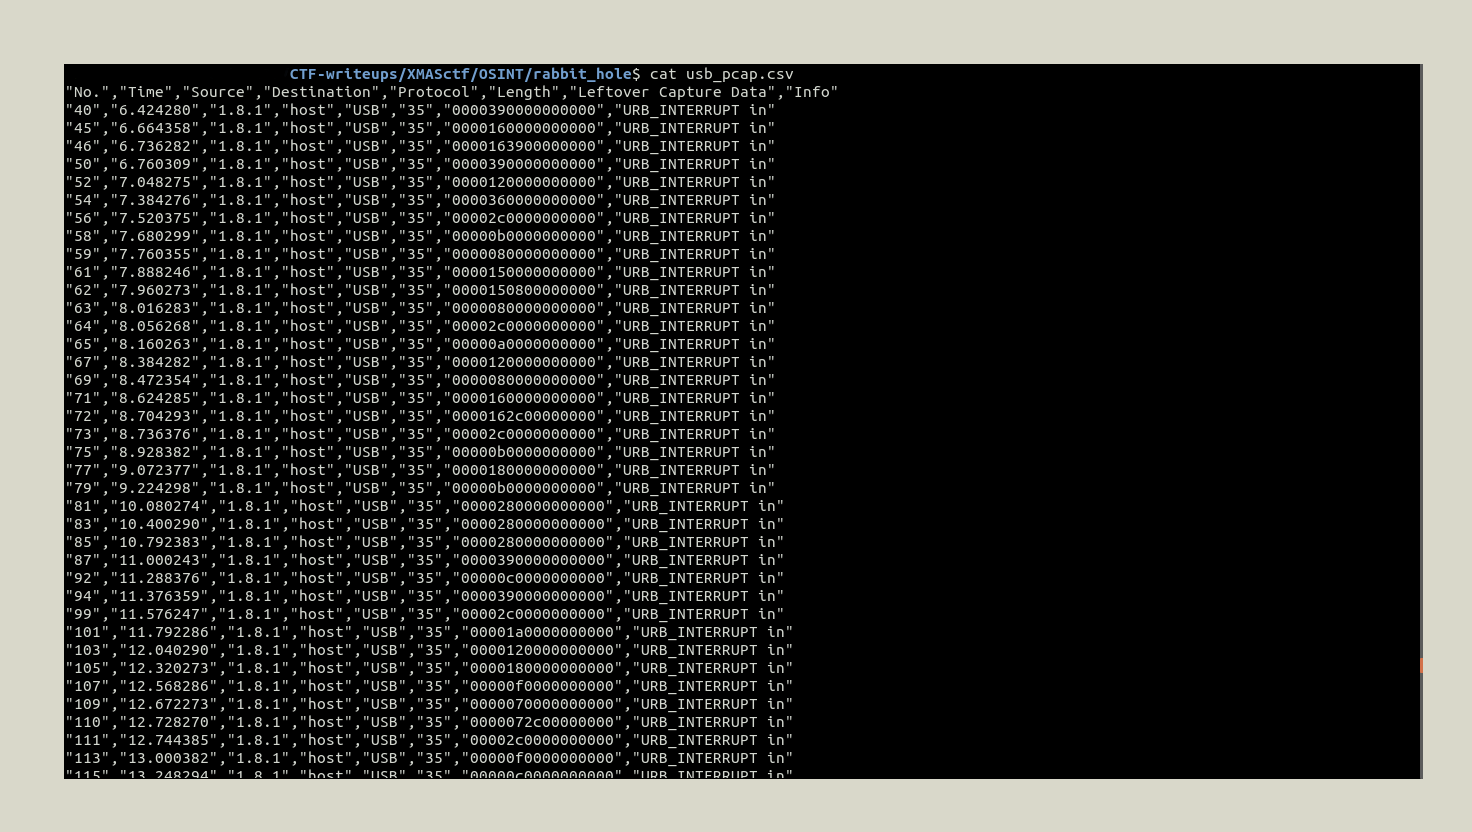 CTF-writeups/XMASctf/OSINT/rabbit_hole$ cat usb_pcap.csv
"No.","Time","Source","Destination","Protocol","Length","Leftover Capture Data","Info"
"40","6.424280","1.8.1","host","USB","35","0000390000000000","URB_INTERRUPT in"
"45","6.664358","1.8.1","host","USB","35","0000160000000000","URB_INTERRUPT in"
"46","6.736282","1.8.1","host","USB","35","0000163900000000","URB_INTERRUPT in"
"50","6.760309","1.8.1","host","USB","35","0000390000000000","URB_INTERRUPT in"
"52","7.048275","1.8.1","host","USB","35","0000120000000000","URB_INTERRUPT in"
"54","7.384276","1.8.1","host","USB","35","0000360000000000","URB_INTERRUPT in"
"56","7.520375","1.8.1","host","USB","35","00002c0000000000","URB_INTERRUPT in"
"58","7.680299","1.8.1","host","USB","35","00000b0000000000","URB_INTERRUPT in"
"59","7.760355","1.8.1","host","USB","35","0000080000000000","URB_INTERRUPT in"
"61","7.888246","1.8.1","host","USB","35","0000150000000000","URB_INTERRUPT in"
"62","7.960273","1.8.1","host","USB","35","0000150800000000","URB_INTERRUPT in"
"63","8.016283","1.8.1","host","USB","35","0000080000000000","URB_INTERRUPT in"
"64","8.056268","1.8.1","host","USB","35","00002c0000000000","URB_INTERRUPT in"
"65","8.160263","1.8.1","host","USB","35","00000a0000000000","URB_INTERRUPT in"
"67","8.384282","1.8.1","host","USB","35","0000120000000000","URB_INTERRUPT in"
"69","8.472354","1.8.1","host","USB","35","0000080000000000","URB_INTERRUPT in"
"71","8.624285","1.8.1","host","USB","35","0000160000000000","URB_INTERRUPT in"
"72","8.704293","1.8.1","host","USB","35","0000162c00000000","URB_INTERRUPT in"
"73","8.736376","1.8.1","host","USB","35","00002c0000000000","URB_INTERRUPT in"
"75","8.928382","1.8.1","host","USB","35","00000b0000000000","URB_INTERRUPT in"
"77","9.072377","1.8.1","host","USB","35","0000180000000000","URB_INTERRUPT in"
"79","9.224298","1.8.1","host","USB","35","00000b0000000000","URB_INTERRUPT in"
"81","10.080274","1.8.1","host","USB","35","0000280000000000","URB_INTERRUPT in"
"83","10.400290","1.8.1","host","USB","35","0000280000000000","URB_INTERRUPT in"
"85","10.792383","1.8.1","host","USB","35","0000280000000000","URB_INTERRUPT in"
"87","11.000243","1.8.1","host","USB","35","0000390000000000","URB_INTERRUPT in"
"92","11.288376","1.8.1","host","USB","35","00000c0000000000","URB_INTERRUPT in"
"94","11.376359","1.8.1","host","USB","35","0000390000000000","URB_INTERRUPT in"
"99","11.576247","1.8.1","host","USB","35","00002c0000000000","URB_INTERRUPT in"
"101","11.792286","1.8.1","host","USB","35","00001a0000000000","URB_INTERRUPT in"
"103","12.040290","1.8.1","host","USB","35","0000120000000000","URB_INTERRUPT in"
"105","12.320273","1.8.1","host","USB","35","0000180000000000","URB_INTERRUPT in"
"107","12.568286","1.8.1","host","USB","35","00000f0000000000","URB_INTERRUPT in"
"109","12.672273","1.8.1","host","USB","35","0000070000000000","URB_INTERRUPT in"
"110","12.728270","1.8.1","host","USB","35","0000072c00000000","URB_INTERRUPT in"
"111","12.744385","1.8.1","host","USB","35","00002c0000000000","URB_INTERRUPT in"
"113","13.000382","1.8.1","host","USB","35","00000f0000000000","URB_INTERRUPT in"
"115","13.248294","1.8.1","host","USB","35","00000c0000000000","URB_INTERRUPT in"